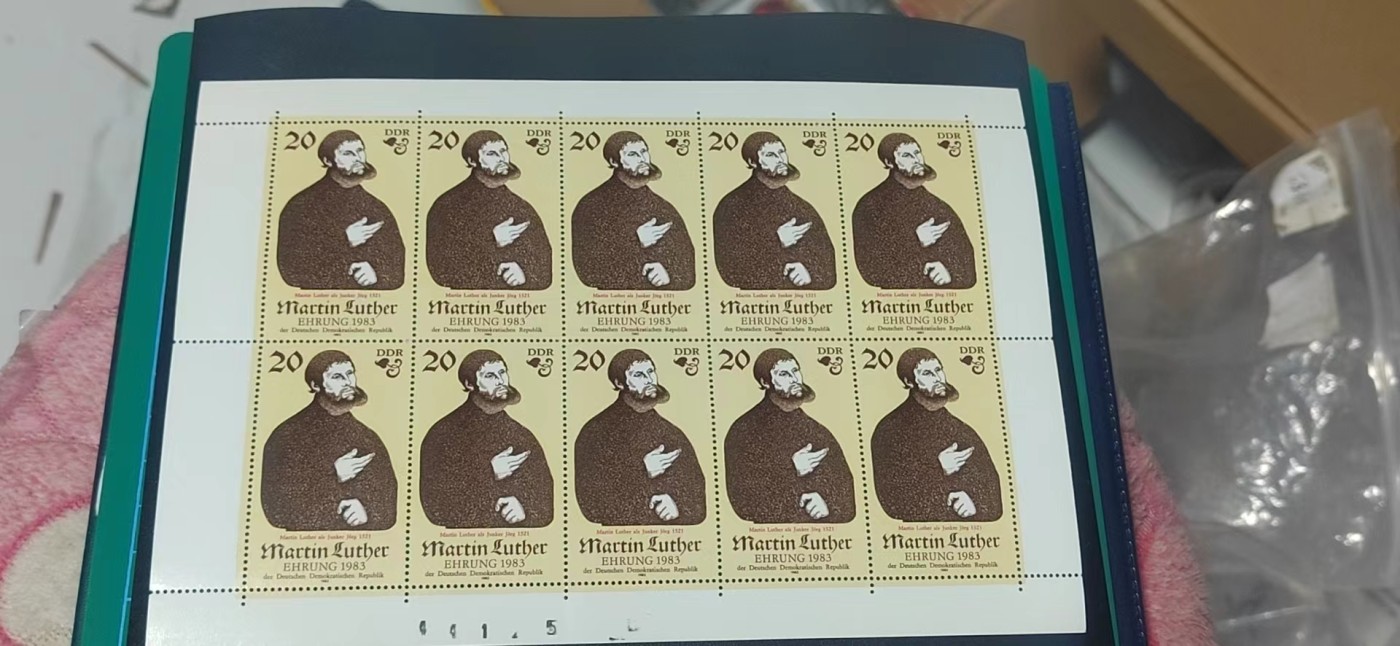 20 DDR 20 DDR 20 DDR 20 DDR 20 DDR
Martin Luther als Junker Jörg 1521 Martin Luther als Junker Jörg 1521 Martin Luther als Junker Jörg 1521 Martin Luther als Junker Jörg 1521 Martin Luther als Junker Jörg 1521
Martin Luther Martin Luther Martin Luther Martin Luther Martin Luther
EHRUNG 1983 EHRUNG 1983 EHRUNG 1983 EHRUNG 1983 EHRUNG 1983
der Deutschen Demokratischen Republik der Deutschen Demokratischen Republik der Deutschen Demokratischen Republik der Deutschen Demokratischen Republik der Deutschen Demokratischen Republik
20 DDR 20 DDR 20 DDR 20 DDR 20 DDR
Martin Luther als Junker Jörg 1521 Martin Luther als Junker Jörg 1521 Martin Luther als Junker Jörg 1521 Martin Luther als Junker Jörg 1521 Martin Luther als Junker Jörg 1521
Martin Luther Martin Luther Martin Luther Martin Luther Martin Luther
EHRUNG 1983 EHRUNG 1983 EHRUNG 1983 EHRUNG 1983 EHRUNG 1983
der Deutschen Demokratischen Republik der Deutschen Demokratischen Republik der Deutschen Demokratischen Republik der Deutschen Demokratischen Republik der Deutschen Demokratischen Republik